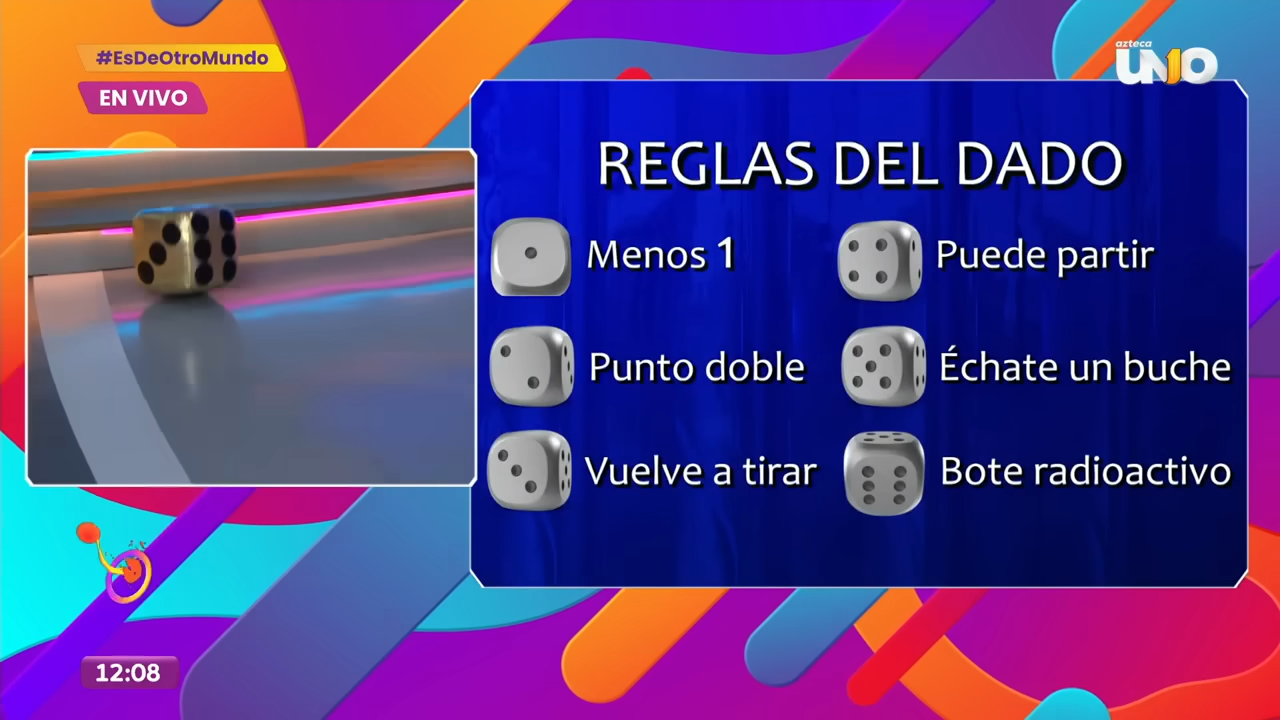 #EsDeOtroMundo
EN VIVO
azteca
UN1O
REGLAS DEL DADO
Menos 1
Puede partir
Punto doble
Échate un buche
Vuelve a tirar
Bote radioactivo
12:08